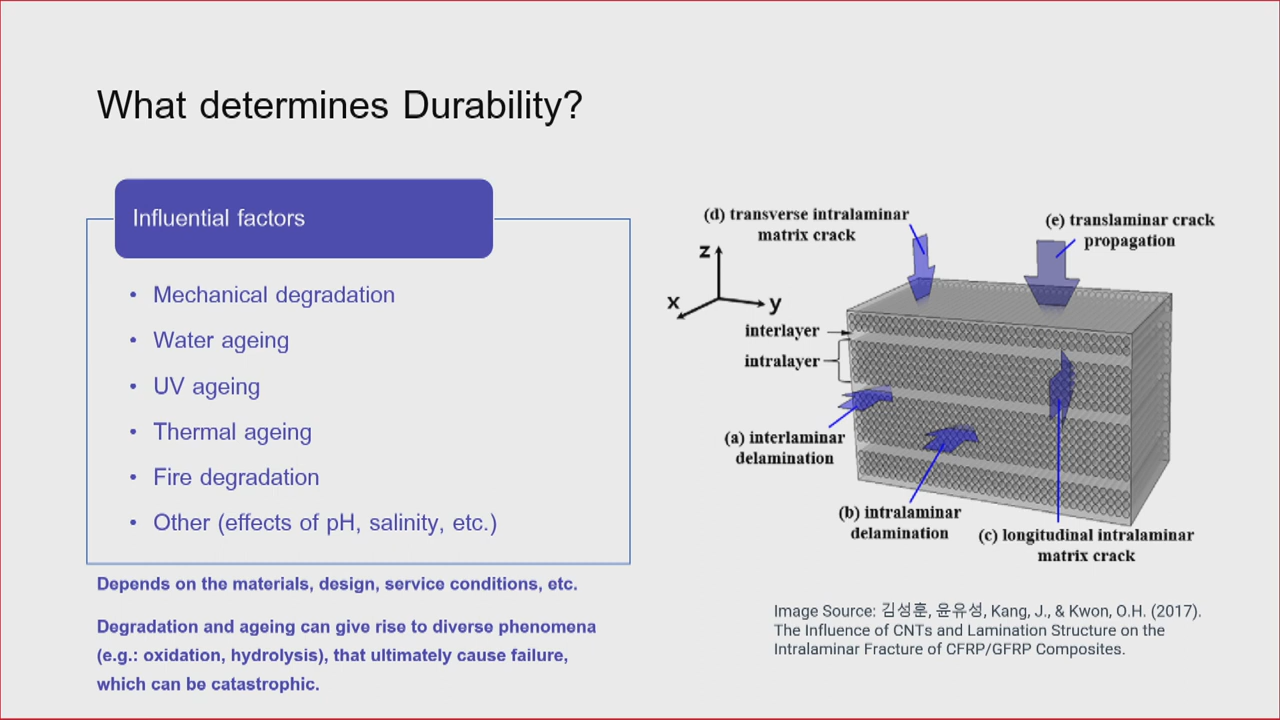 What determines Durability?
Influential factors
• Mechanical degradation
• Water ageing
• UV ageing
• Thermal ageing
• Fire degradation
• Other (effects of pH, salinity, etc.)
Depends on the materials, design, service conditions, etc.
Degradation and ageing can give rise to diverse phenomena
(e.g.: oxidation, hydrolysis), that ultimately cause failure,
which can be catastrophic.
(d) transverse intralaminar
matrix crack
(e) translaminar crack
propagation
z
x
y
interlayer
intralayer
(a) interlaminar
delamination
(b) intralaminar
delamination
(c) longitudinal intralaminar
matrix crack
Image Source: 김성훈, 윤유성, Kang, J., & Kwon, O.H. (2017).
The Influence of CNTs and Lamination Structure on the
Intralaminar Fracture of CFRP/GFRP Composites.